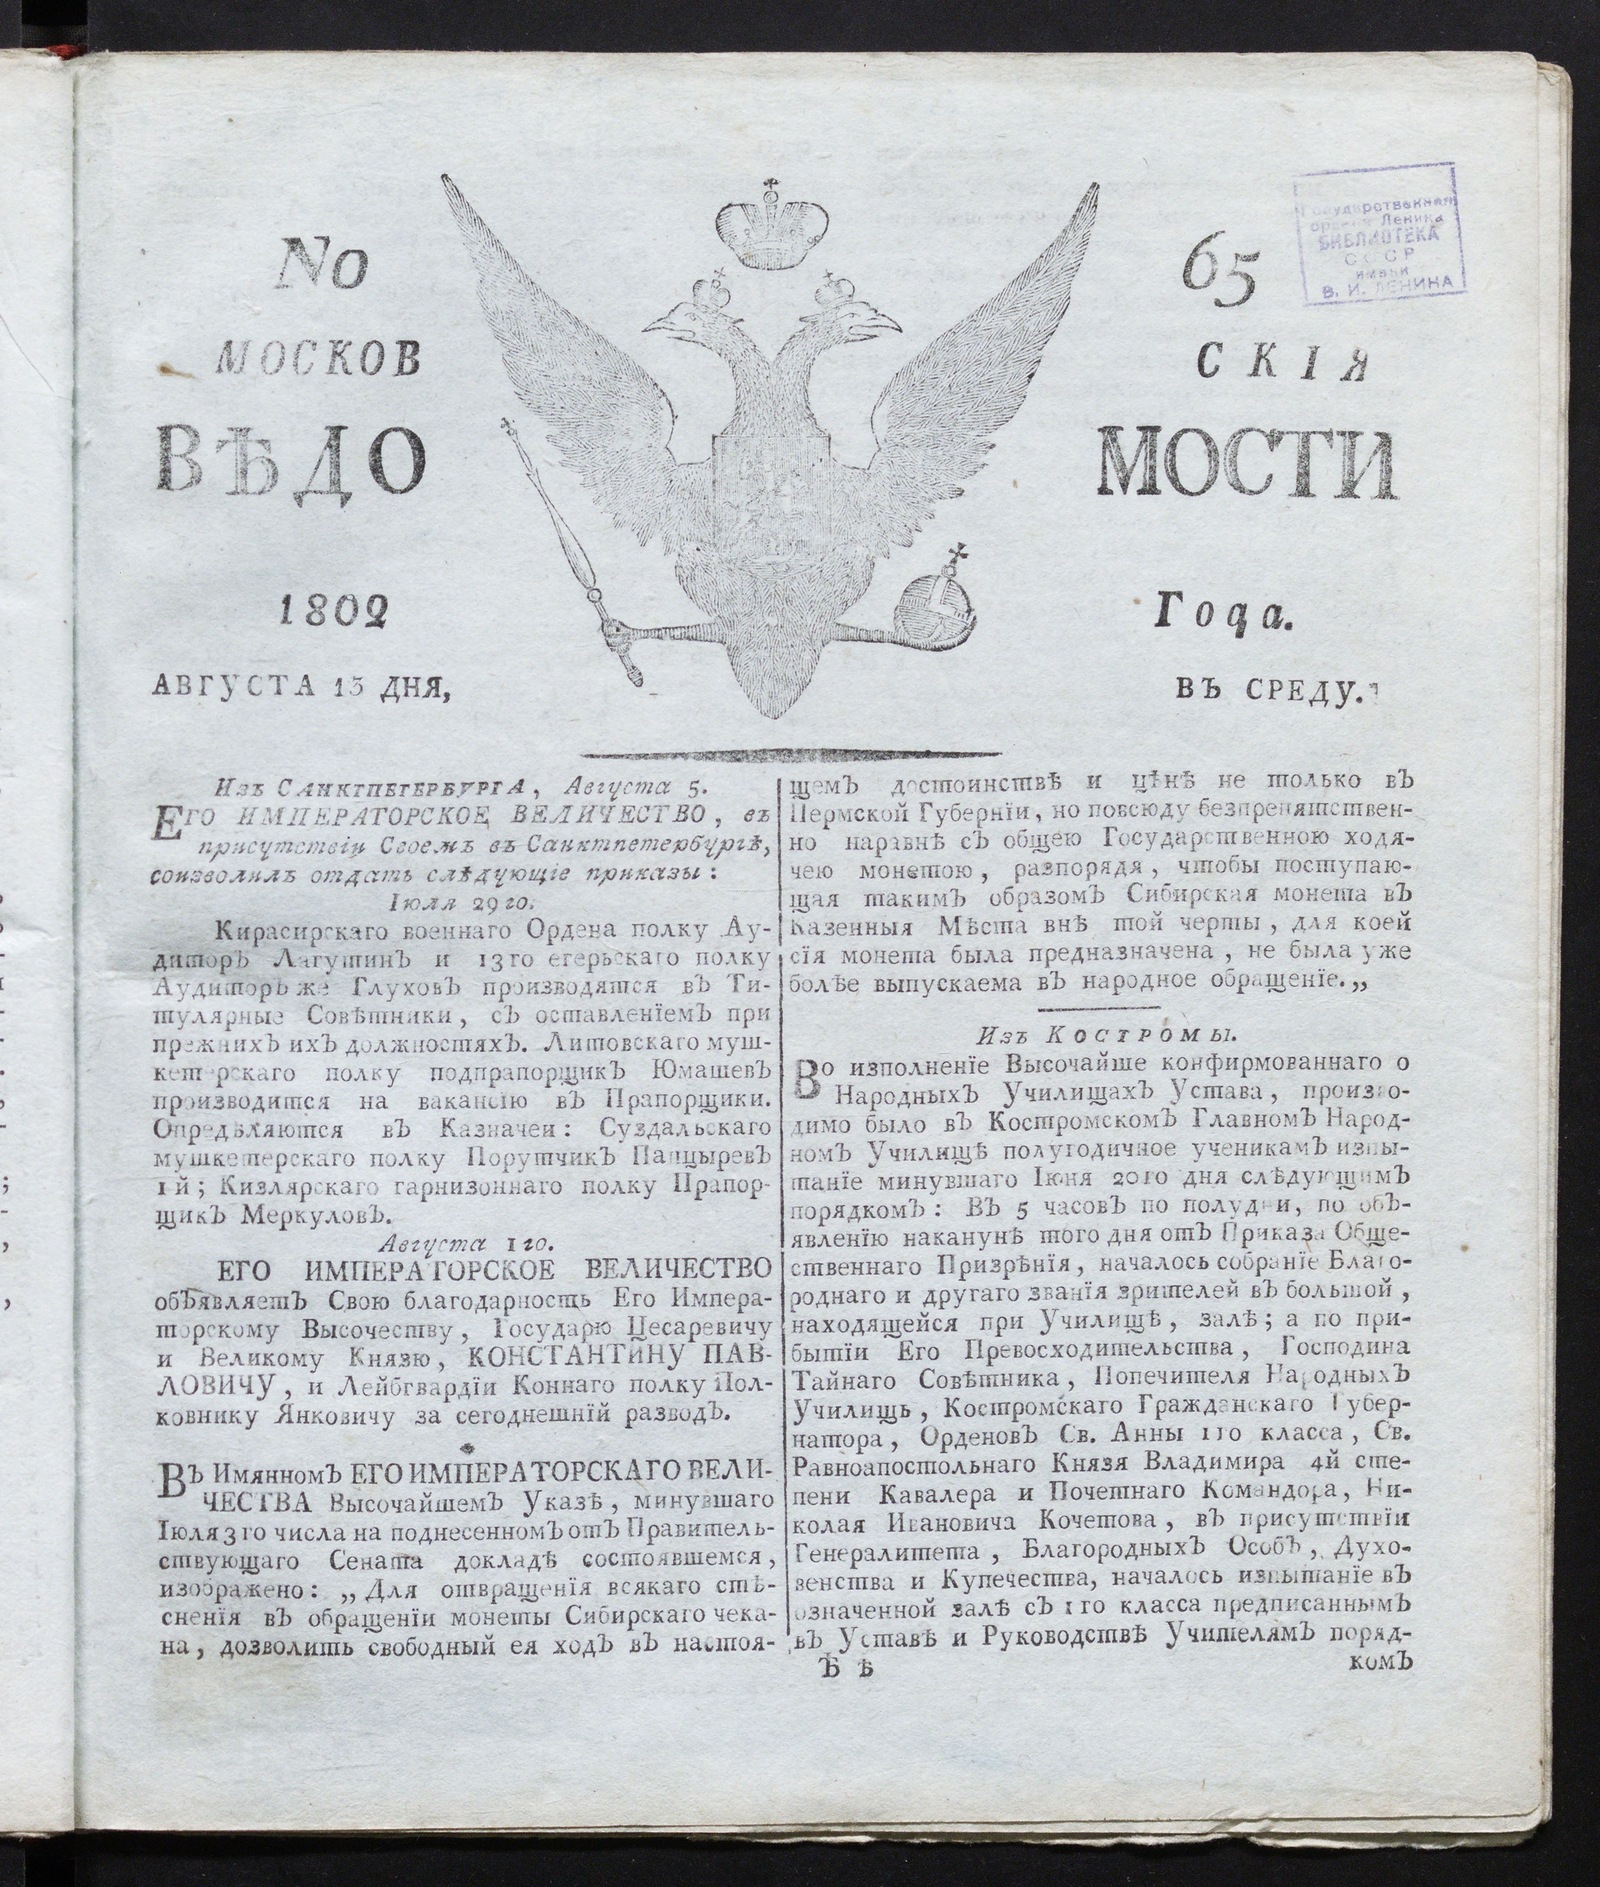 No 65
МОСКОВ СКІЯ
ВѢДО МОСТИ
1802 Года.
АВГУСТА 13 ДНЯ, ВЪ СРЕДУ.
Государственная
ордена Ленина
БИБЛИОТЕКА
СССР
имени
В. И. ЛЕНИНА
Изъ САНКТПЕТЕРБУРГА, Августа 5.
ЕГО ИМПЕРАТОРСКОЕ ВЕЛИЧЕСТВО, въ
присутствіи Своемъ въ Санктпетербургѣ,
соизволилъ отдать слѣдующіе приказы:
Іюля 29го.
Кирасирскаго военнаго Ордена полку Ау-
диторъ Лагутинъ и 13го егерьскаго полку
Аудиторъ же Глуховъ производятся въ Ти-
тулярные Совѣтники, съ оставленіемъ при
прежнихъ ихъ должностяхъ. Литовскаго муш-
кетерскаго полку подпрапорщикъ Юмашевъ
производится на вакансію въ Прапорщики.
Опредѣляются въ Казначеи: Суздальскаго
мушкетерскаго полку Порутчикъ Панцыревъ
1й; Кизлярскаго гарнизоннаго полку Прапор-
щикъ Меркуловъ.
Августа 1го.
ЕГО ИМПЕРАТОРСКОЕ ВЕЛИЧЕСТВО
объявляетъ Свою благодарность Его Импера-
торскому Высочеству, Государю Цесаревичу
и Великому Князю, КОНСТАНТИНУ ПАВ-
ЛОВИЧУ, и Лейбгвардіи Коннаго полку Пол-
ковнику Янковичу за сегоднешній разводъ.
Въ Имянномъ ЕГО ИМПЕРАТОРСКАГО ВЕЛИ-
ЧЕСТВА Высочайшемъ Указѣ, минувшаго
Іюля 31го числа на поднесенномъ отъ Правитель-
ствующаго Сената докладѣ состоявшемся,
изображено: „Для отвращенія всякаго стѣ-
сненія въ обращеніи монеты Сибирскаго чека-
на, дозволить свободный ея ходъ въ настоя-
щемъ достоинствѣ и цѣнѣ не только въ
Пермской Губерніи, но повсюду безпрепятствен-
но наравнѣ съ общею Государственною ходя-
чею монетою, разпорядя, чтобы поступаю-
щая такимъ образомъ Сибирская монета въ
Казенныя Мѣста внѣ той черты, для коей
сія монета была предназначена, не была уже
болѣе выпускаема въ народное обращеніе.„
Изъ КОСТРОМЫ.
Во изполненіе Высочайше конфирмованнаго о
Народныхъ Училищахъ Устава, произво-
димо было въ Костромскомъ Главномъ Народ-
номъ Училищѣ полугодичное ученикамъ испы-
таніе минувшаго Іюня 20го дня слѣдующимъ
порядкомъ: Въ 5 часовъ по полудни, по объ-
явленію наканунѣ того дня отъ Приказа Обще-
ственнаго Призрѣнія, началось собраніе Благо-
роднаго и другаго званія зрителей въ большой,
находящейся при Училищѣ, залѣ; а по при-
бытіи Его Превосходительства, Господина
Тайнаго Совѣтника, Попечителя Народныхъ
Училищь, Костромскаго Гражданскаго Губер-
натора, Орденовъ Св. Анны 1го класса, Св.
Равноапостольнаго Князя Владимира 4й сте-
пени Кавалера и Почетнаго Командора, Ни-
колая Ивановича Кочетова, въ присутствіи
Генералитета, Благородныхъ Особъ, Духо-
венства и Купечества, началось испытаніе въ
означенной залѣ съ 1го класса предписаннымъ
въ Уставѣ и Руководствѣ Учителямъ поряд-
Ѣ ѣ комъ